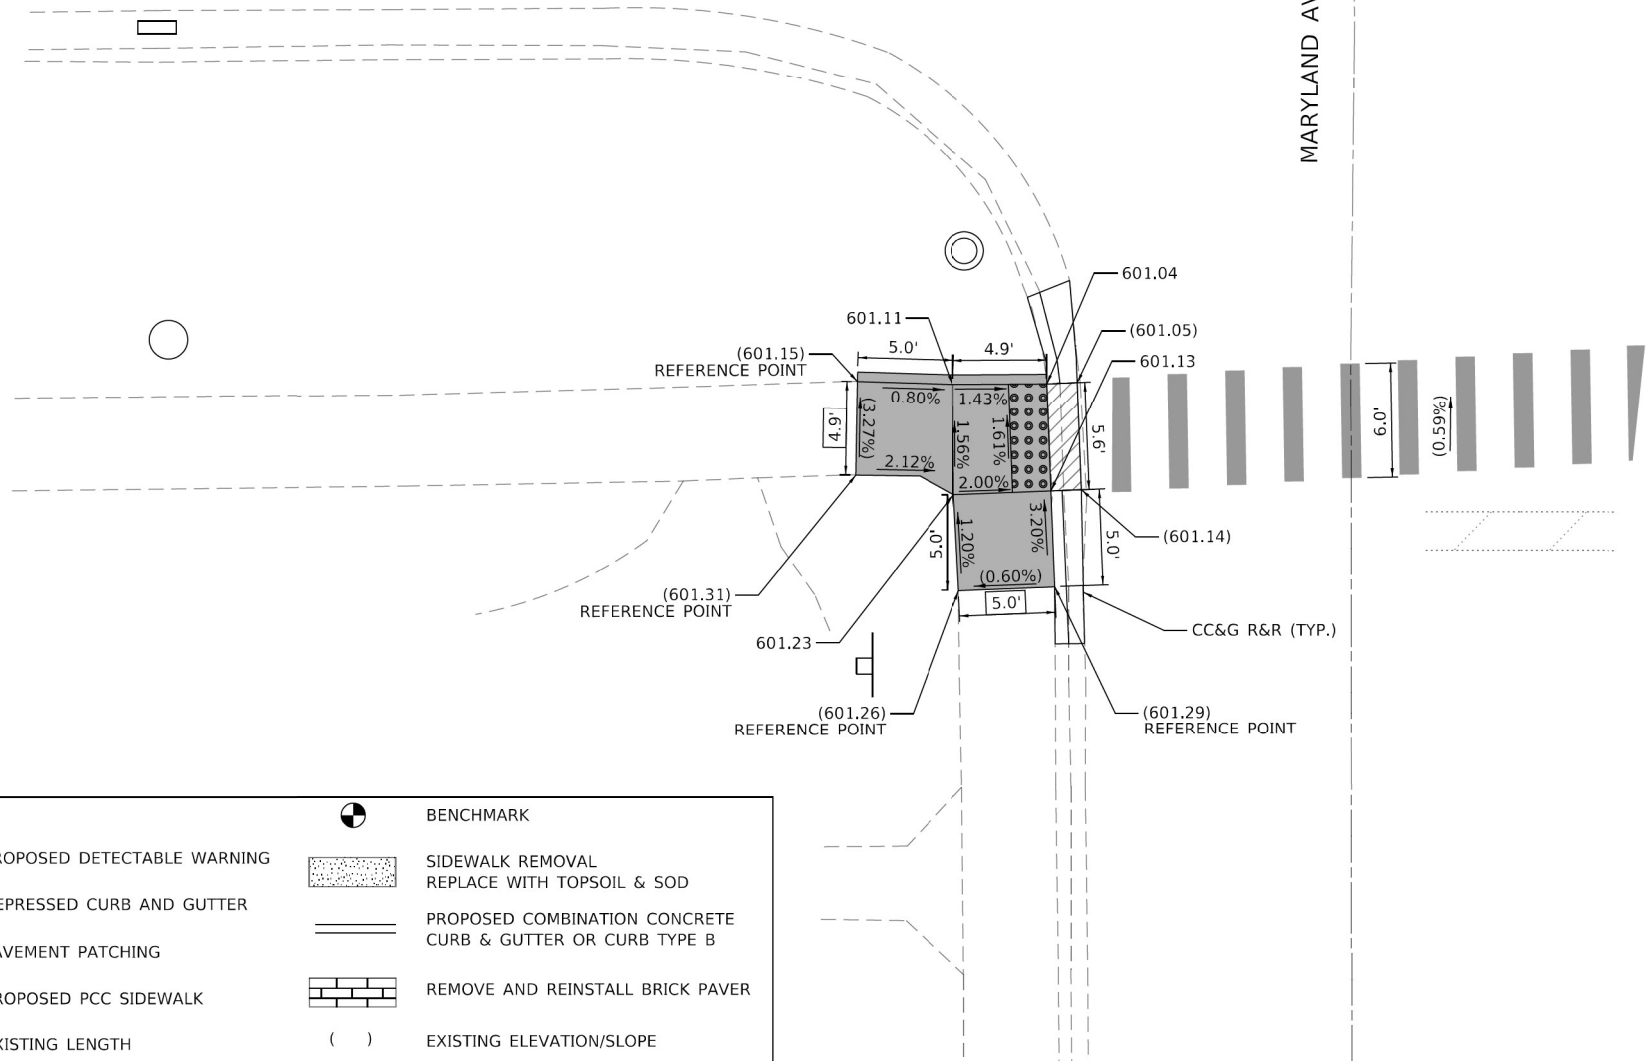 MARYLAND AV
601.04
601.11
(601.05)
5.0'
4.9'
(601.15)
REFERENCE POINT
601.13
0.80%
1.43%
4.9'
(3.27%)
1.56%
1.61%
5.6'
6.0'
(0.59%)
2.12%
2.00%
5.0'
1.20%
3.20%
5.0'
(601.14)
(0.60%)
(601.31)
REFERENCE POINT
5.0'
601.23
CC&G R&R (TYP.)
(601.26)
REFERENCE POINT
(601.29)
REFERENCE POINT
ROPOSED DETECTABLE WARNING
EPRESSED CURB AND GUTTER
AVEMENT PATCHING
ROPOSED PCC SIDEWALK
XISTING LENGTH
BENCHMARK
SIDEWALK REMOVAL
REPLACE WITH TOPSOIL & SOD
PROPOSED COMBINATION CONCRETE
CURB & GUTTER OR CURB TYPE B
REMOVE AND REINSTALL BRICK PAVER
( ) EXISTING ELEVATION/SLOPE